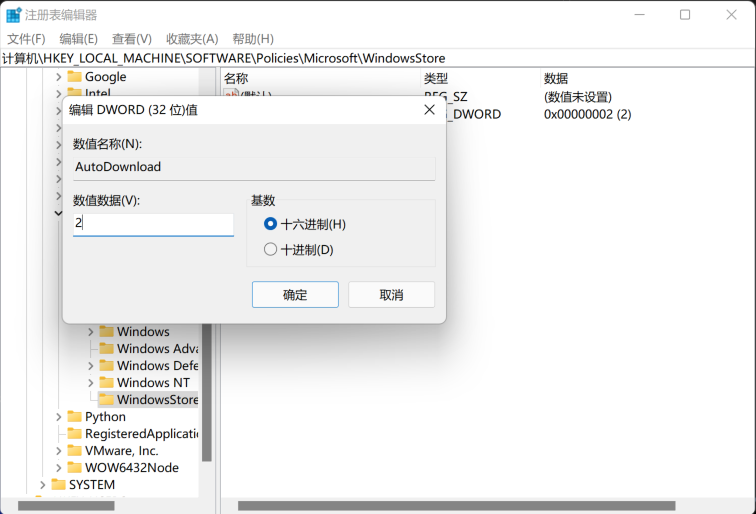 注册表编辑器
文件(F) 编辑(E) 查看(V) 收藏夹(A) 帮助(H)
计算机\HKEY_LOCAL_MACHINE\SOFTWARE\Policies\Microsoft\WindowsStore
Google
Intel
名称 类型 数据
(默认) REG_SZ (数值未设置)
DWORD 0x00000002 (2)
编辑 DWORD (32 位)值
数值名称(N):
AutoDownload
数值数据(V):
2
基数
十六进制(H)
十进制(D)
确定 取消
Windows
Windows Adva
Windows Defe
Windows NT
WindowsStore
Python
RegisteredApplicati
VMware, Inc.
WOW6432Node
SYSTEM